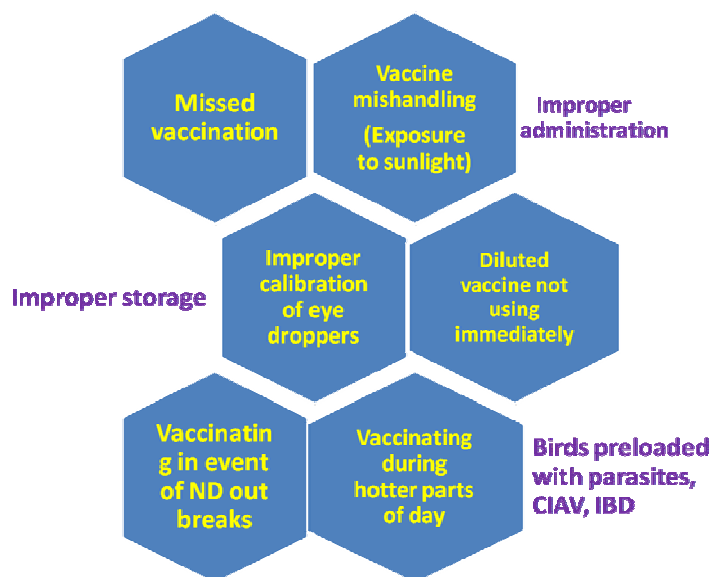 Missed
vaccination
Vaccine
mishandling
(Exposure
to sunlight)
Improper
administration
Improper storage
Improper
calibration
of eye
droppers
Diluted
vaccine not
using
immediately
Vaccinatin
g in event
of ND out
breaks
Vaccinating
during
hotter parts
of day
Birds preloaded
with parasites,
CIAV, IBD